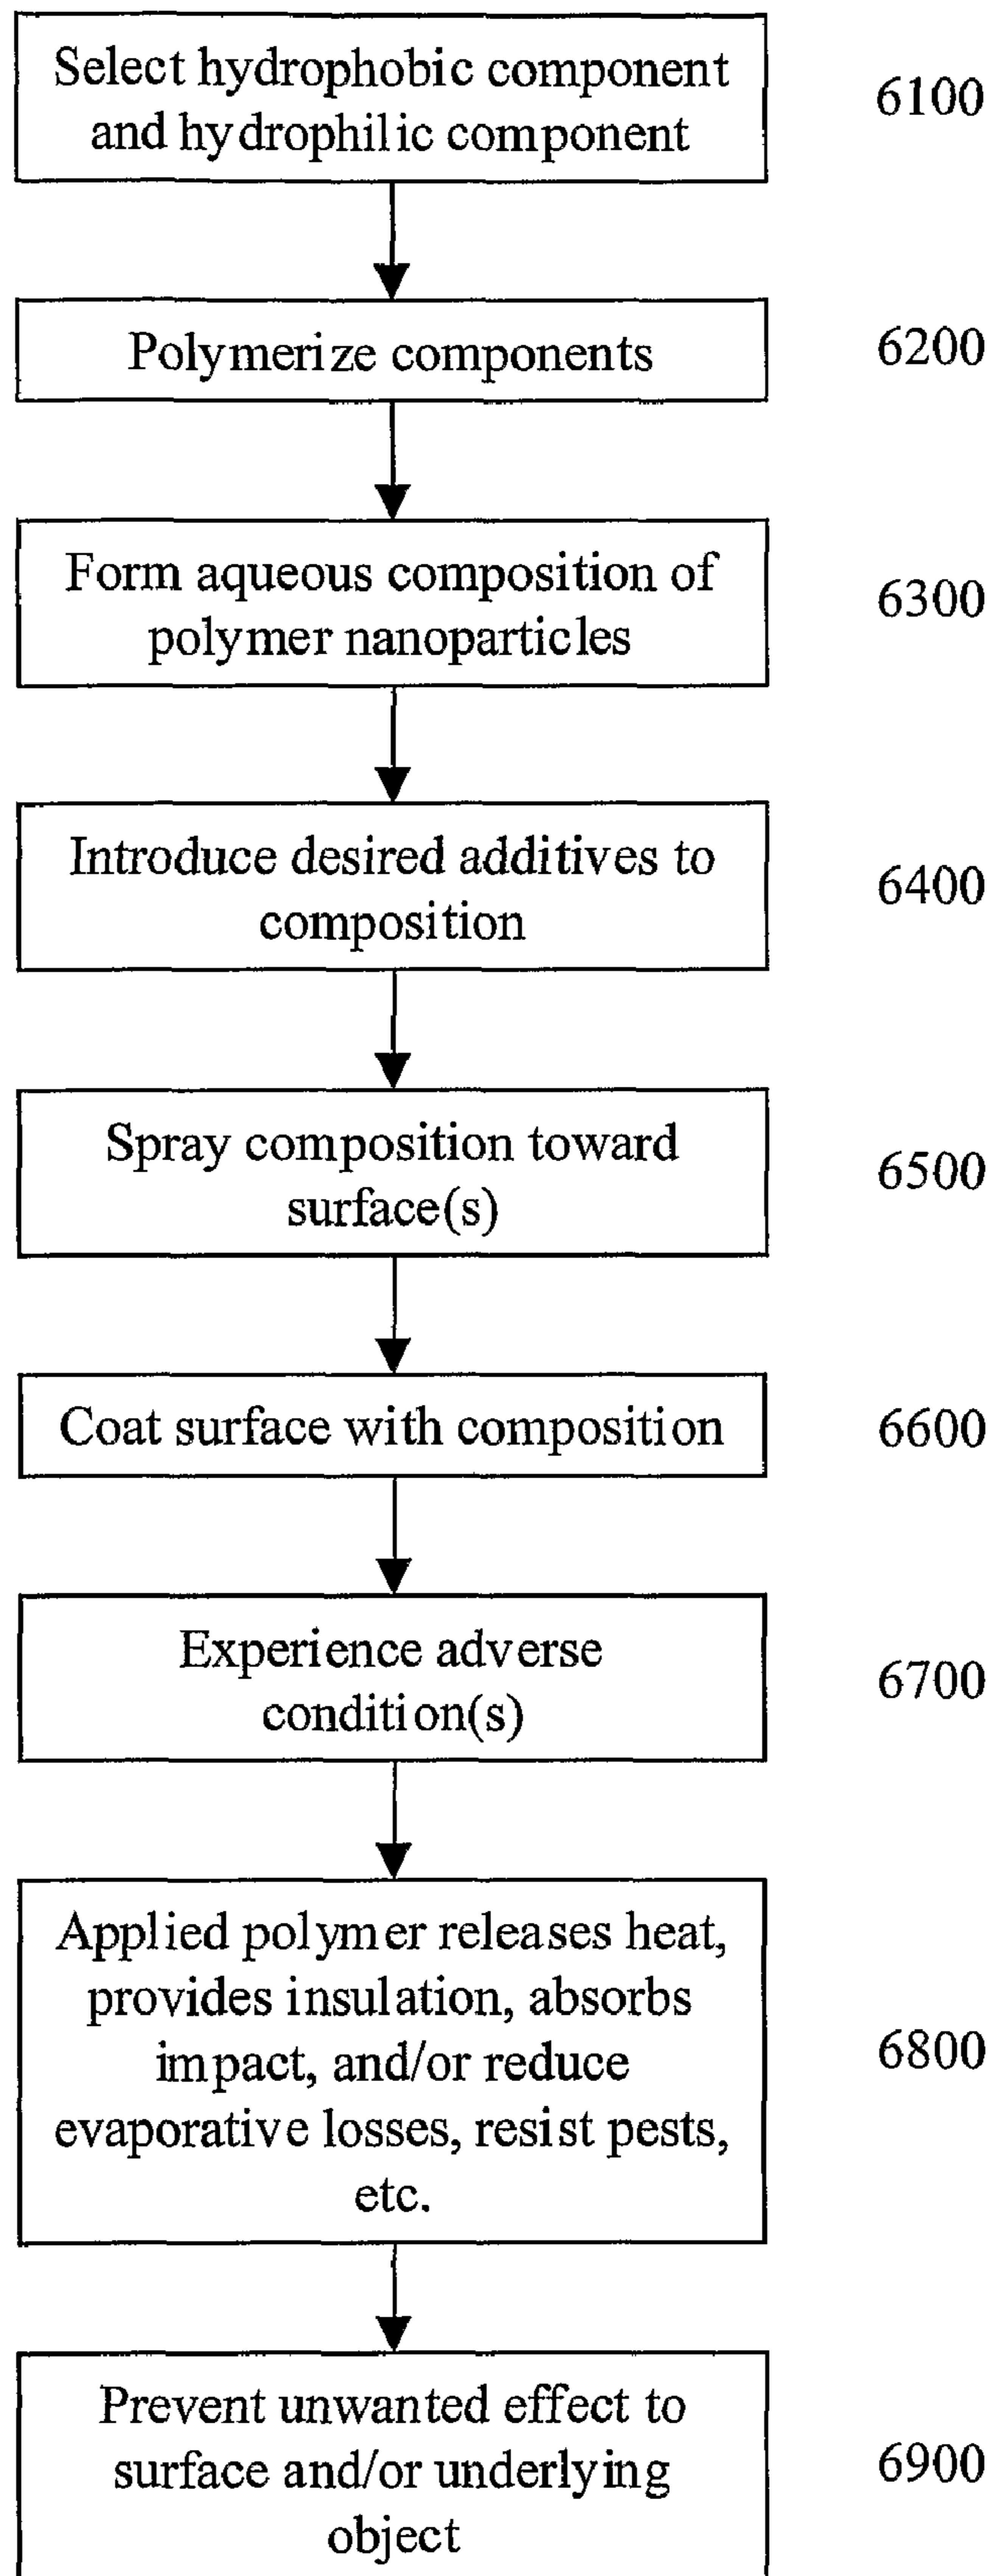 Select hydrophobic component
and hydrophilic component
6100
Polymerize components
6200
Form aqueous composition of
polymer nanoparticles
6300
Introduce desired additives to
composition
6400
Spray composition toward
surface(s)
6500
Coat surface with composition
6600
Experience adverse
condition(s)
6700
Applied polymer releases heat,
provides insulation, absorbs
impact, and/or reduce
evaporative losses, resist pests,
etc.
6800
Prevent unwanted effect to
surface and/or underlying
object
6900